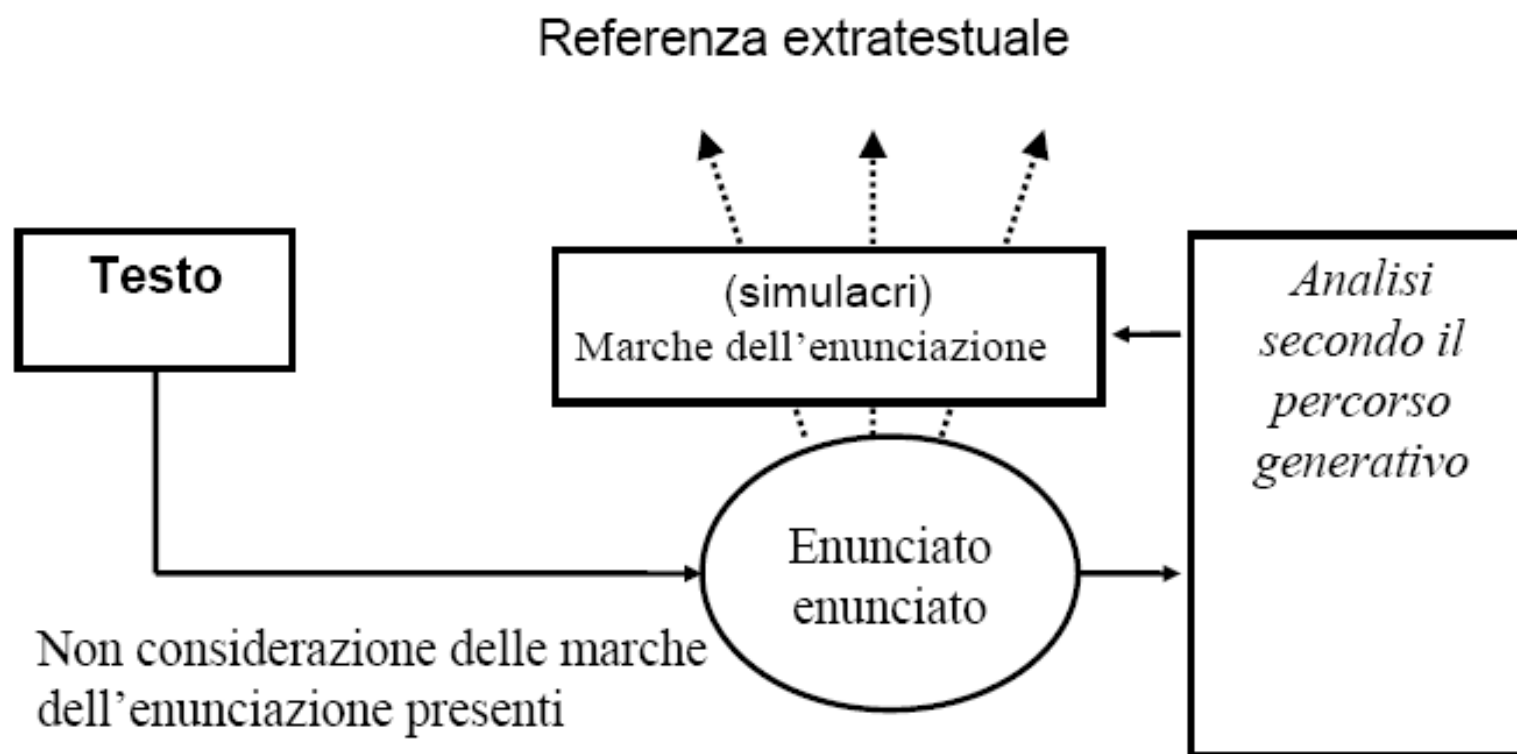 Referenza extratestuale
Testo
(simulacri)
Marche dell’enunciazione
Analisi
secondo il
percorso
generativo
Enunciato
enunciato
Non considerazione delle marche
dell’enunciazione presenti